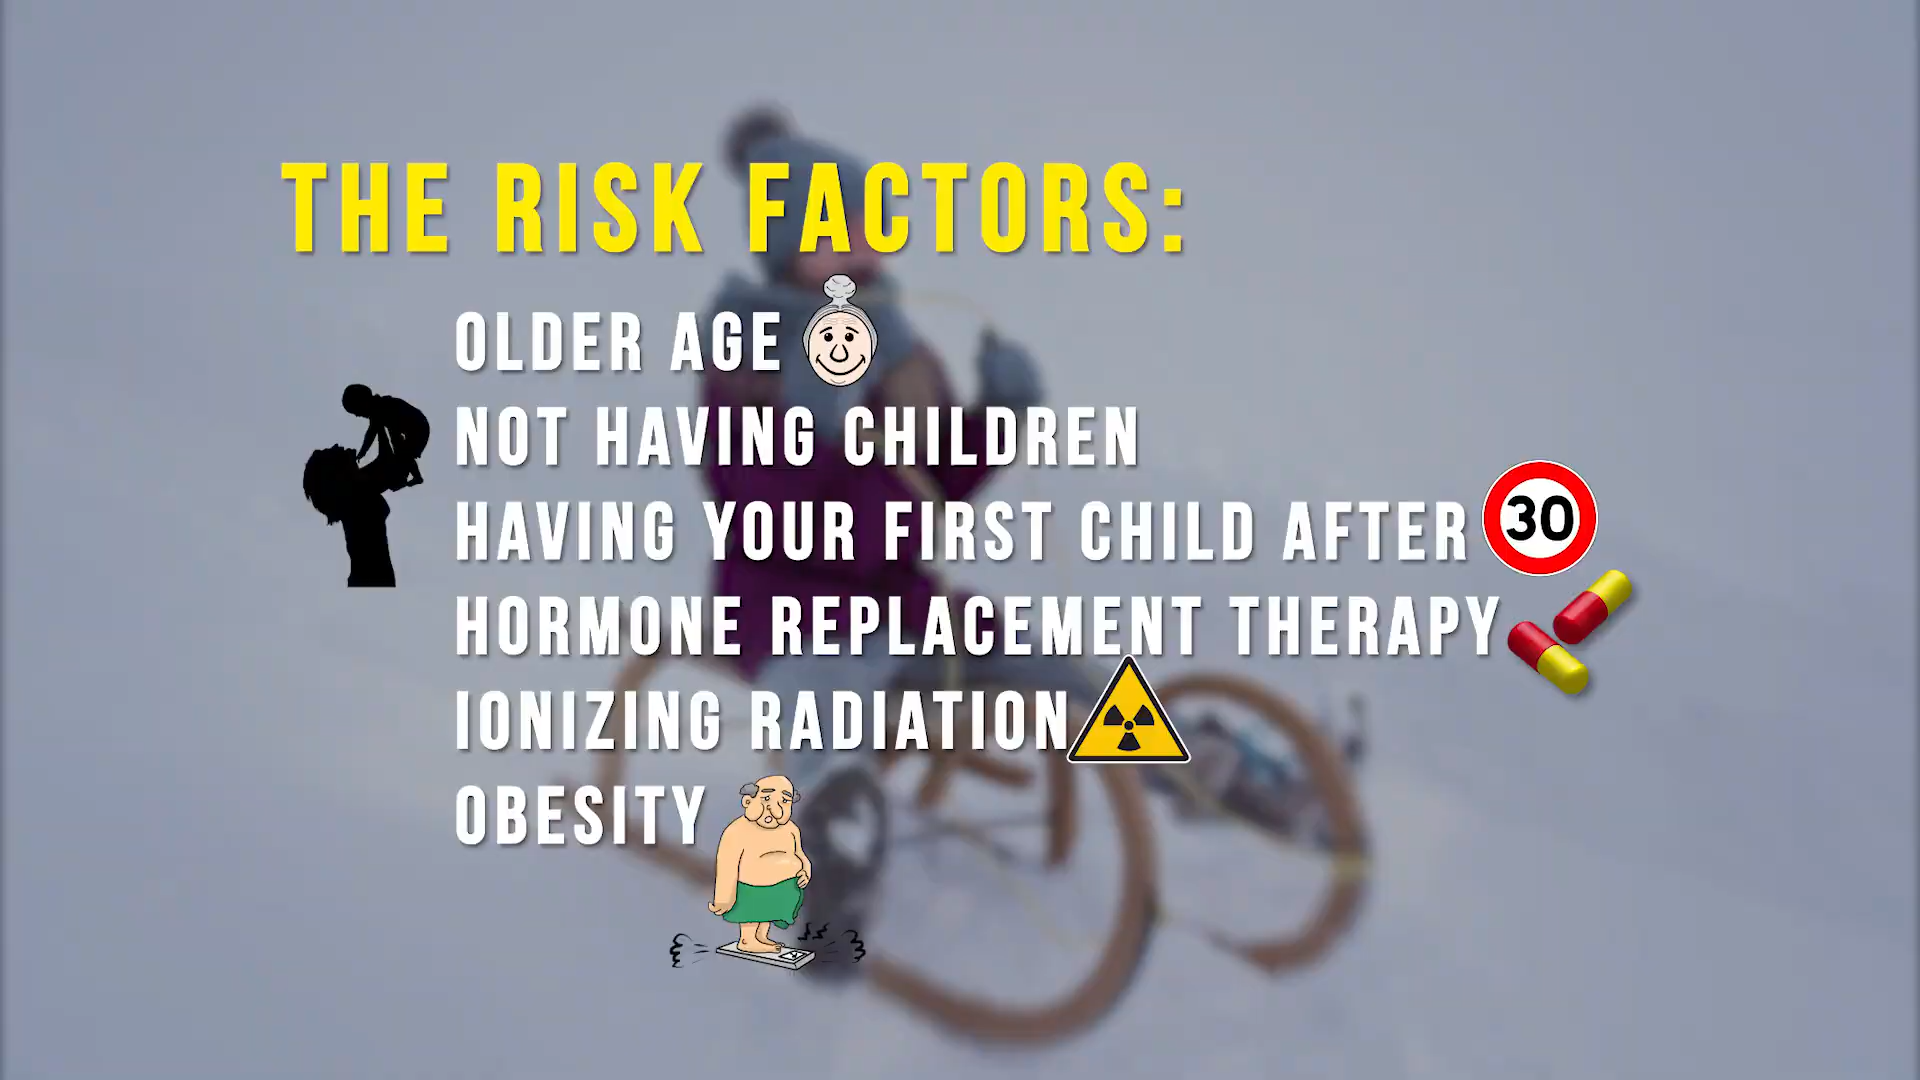 THE RISK FACTORS:
OLDER AGE
NOT HAVING CHILDREN
HAVING YOUR FIRST CHILD AFTER 30
HORMONE REPLACEMENT THERAPY
IONIZING RADIATION
OBESITY